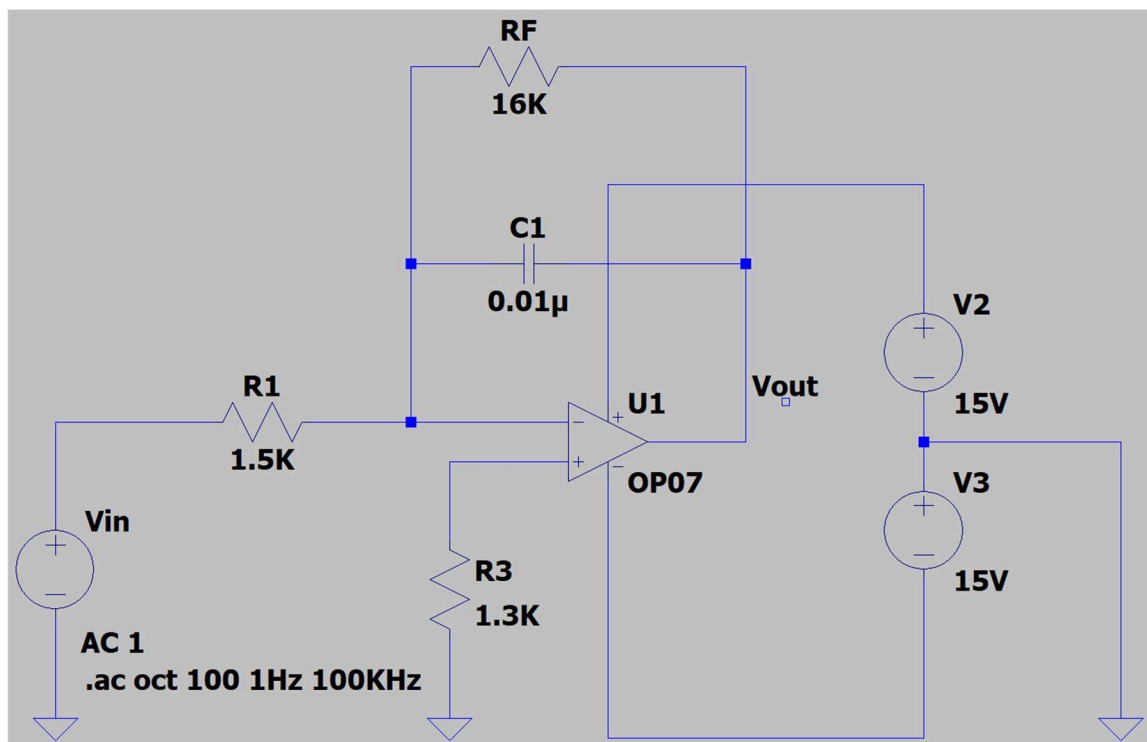 RF
16K
C1
0.01µ
V2
15V
R1
1.5K
U1
OP07
Vout
V3
15V
Vin
R3
1.3K
AC 1
.ac oct 100 1Hz 100KHz